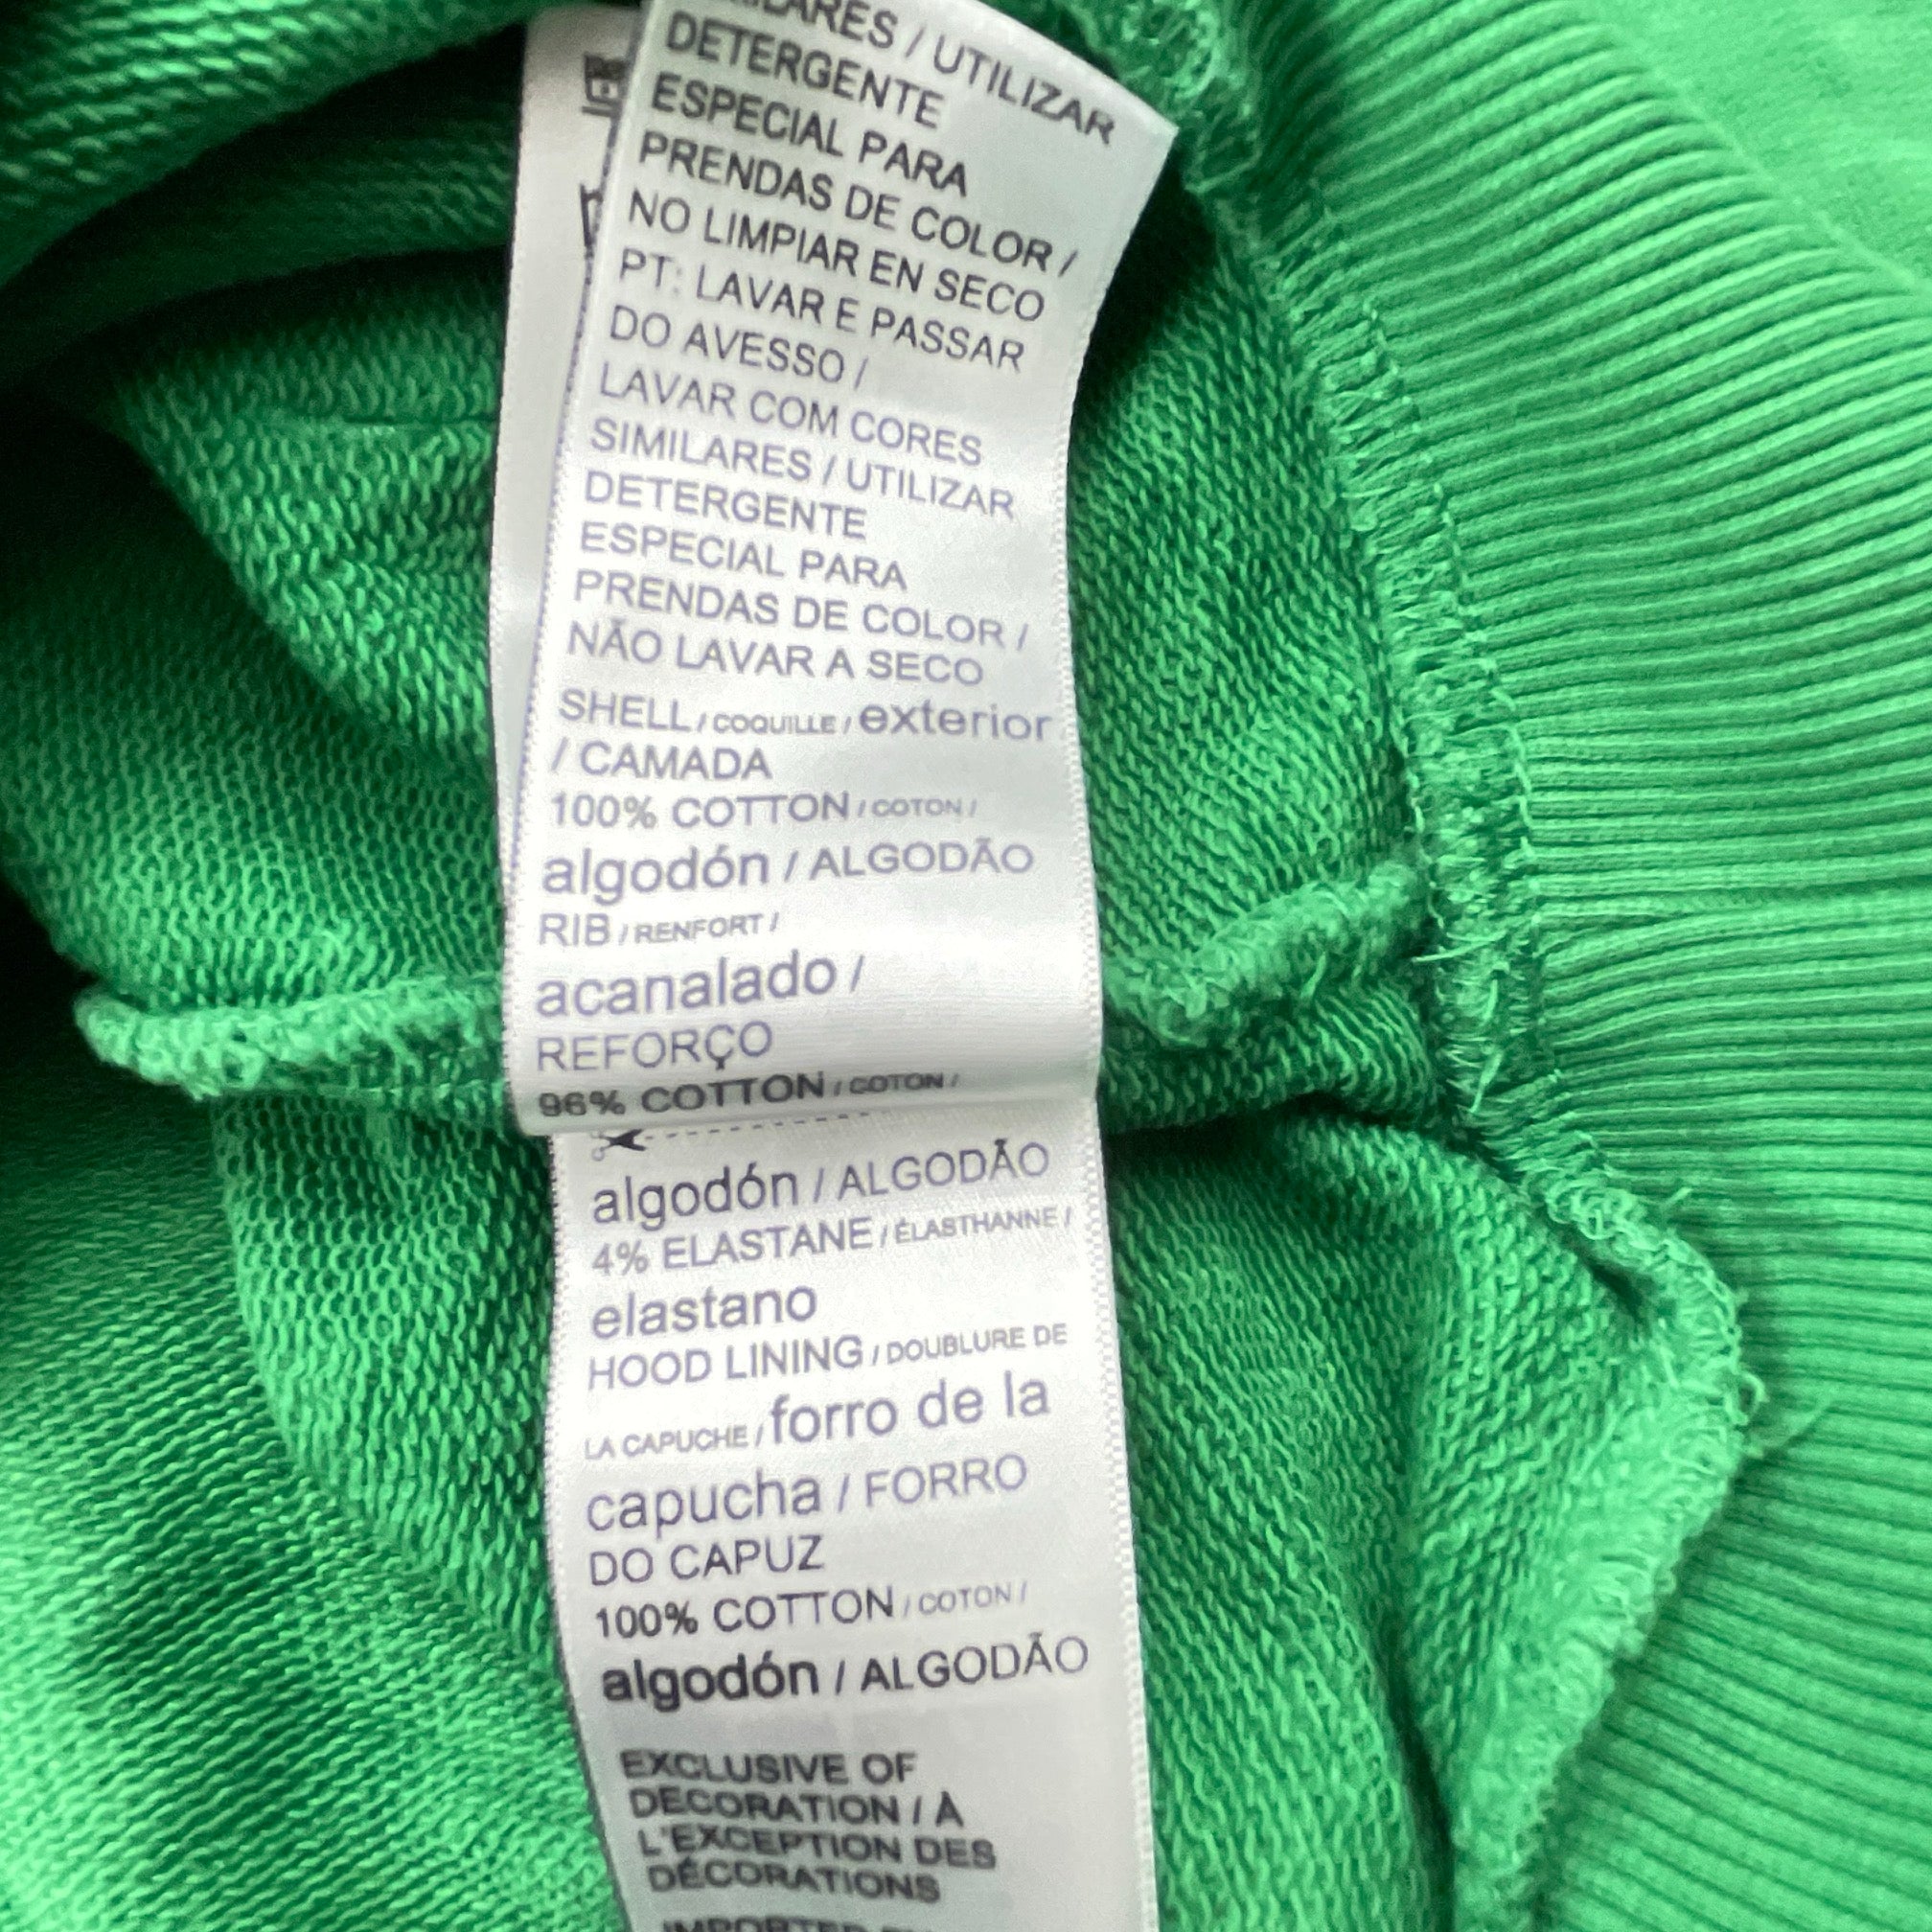 SIMILARES / UTILIZAR
DETERGENTE
ESPECIAL PARA
PRENDAS DE COLOR /
NO LIMPIAR EN SECO
PT: LAVAR E PASSAR
DO AVESSO /
LAVAR COM CORES
SIMILARES / UTILIZAR
DETERGENTE
ESPECIAL PARA
PRENDAS DE COLOR /
NÃO LAVAR A SECO
SHELL / COQUILLE / exterior
/ CAMADA
100% COTTON / COTON /
algodón / ALGODÃO
RIB / RENFORT /
acanalado /
REFORÇO
96% COTTON / COTON /
algodón / ALGODÃO
4% ELASTANE / ÉLASTHANNE /
elastano
HOOD LINING / DOUBLURE DE
LA CAPUCHE / forro de la
capucha / FORRO
DO CAPUZ
100% COTTON / COTON /
algodón / ALGODÃO
EXCLUSIVE OF
DECORATION / À
L'EXCEPTION DES
DÉCORATIONS
IMPORTED